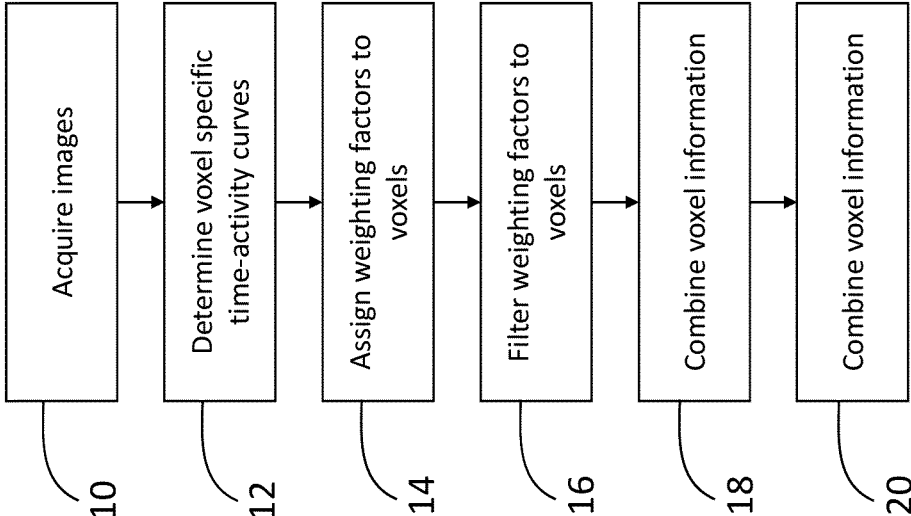 10
Acquire images
12
Determine voxel specific
time-activity curves
14
Assign weighting factors to
voxels
16
Filter weighting factors to
voxels
18
Combine voxel information
20
Combine voxel information